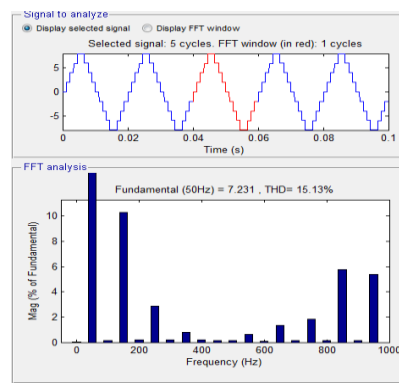 Signal to analyze
Display selected signal Display FFT window
Selected signal: 5 cycles. FFT window (in red): 1 cycles
5
0
-5
0 0.02 0.04 0.06 0.08 0.1
Time (s)
FFT analysis
Fundamental (50Hz) = 7.231 , THD= 15.13%
Mag (% of Fundamental)
10
8
6
4
2
0
0 200 400 600 800 1000
Frequency (Hz)